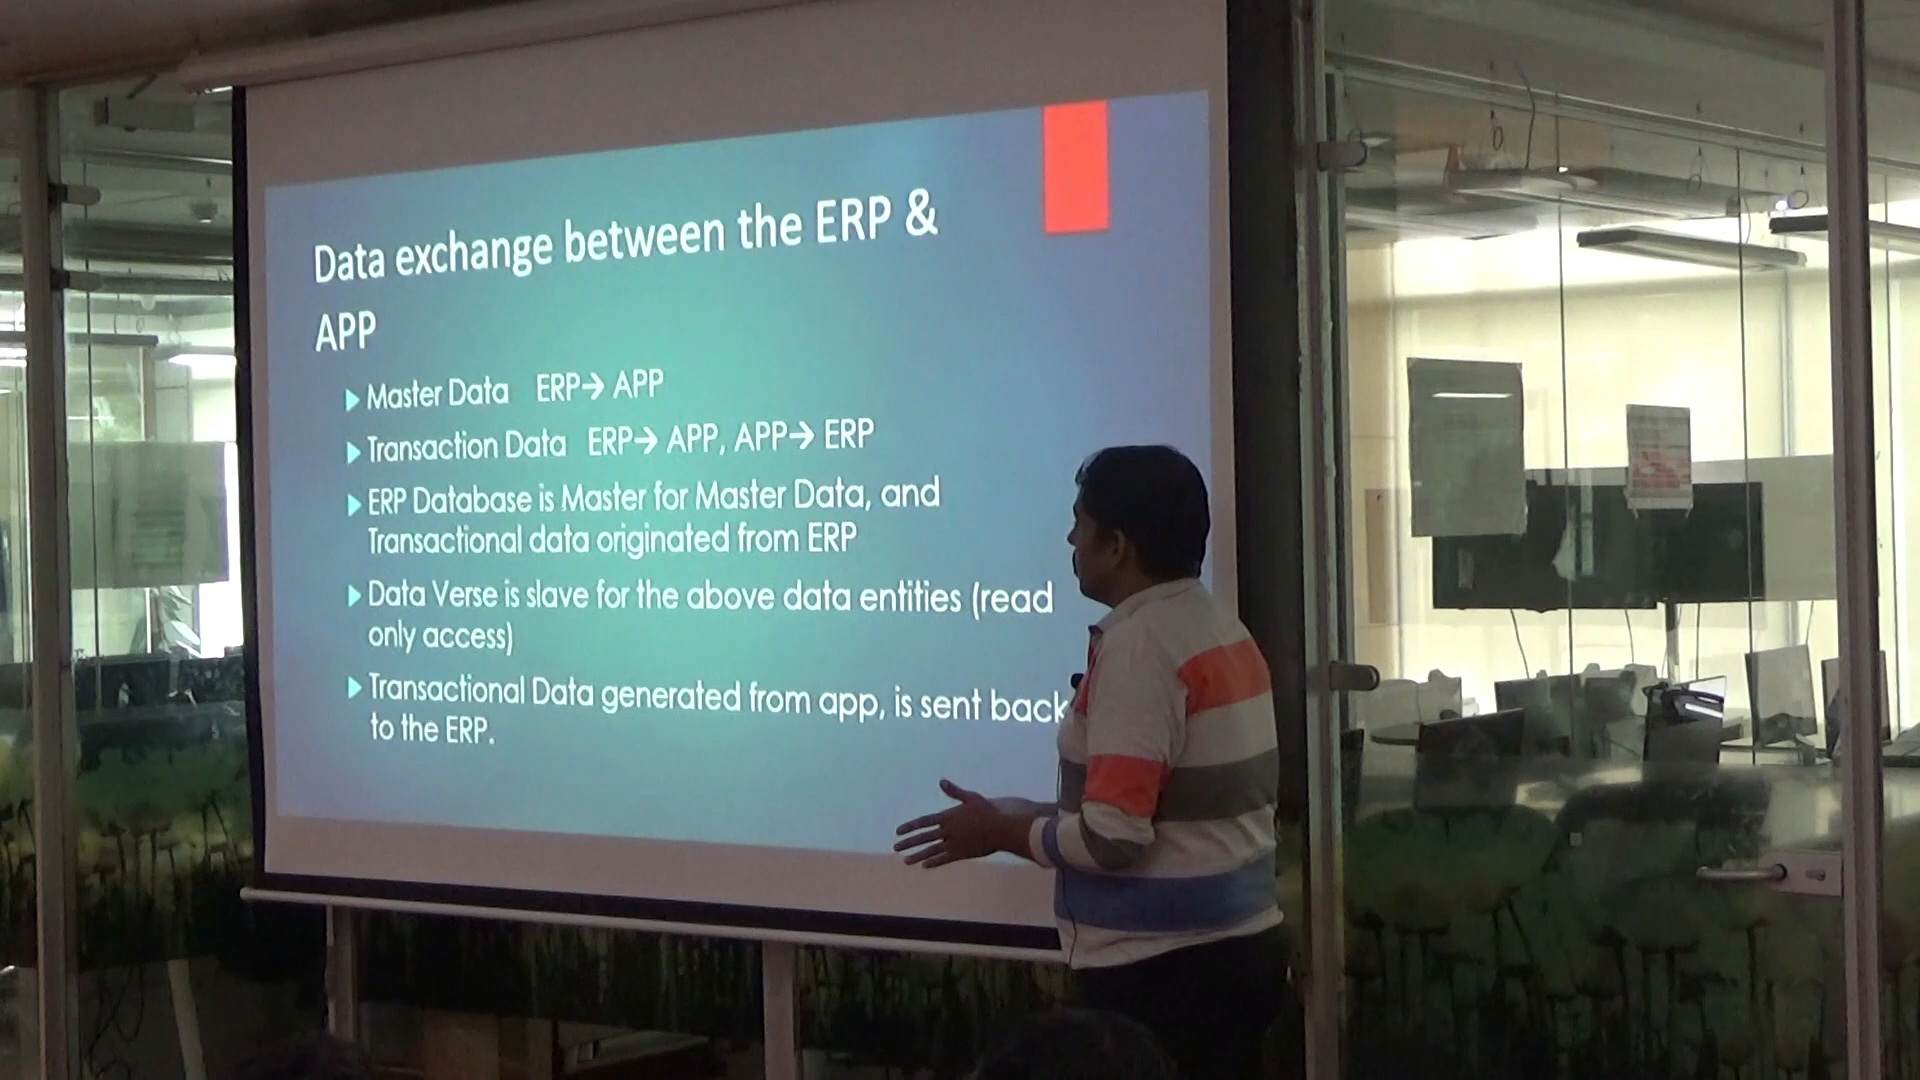 Data exchange between the ERP &
APP
Master Data ERP→ APP
Transaction Data ERP→ APP, APP→ ERP
ERP Database is Master for Master Data, and
Transactional data originated from ERP
Data Verse is slave for the above data entities (read
only access)
Transactional Data generated from app, is sent back
to the ERP.